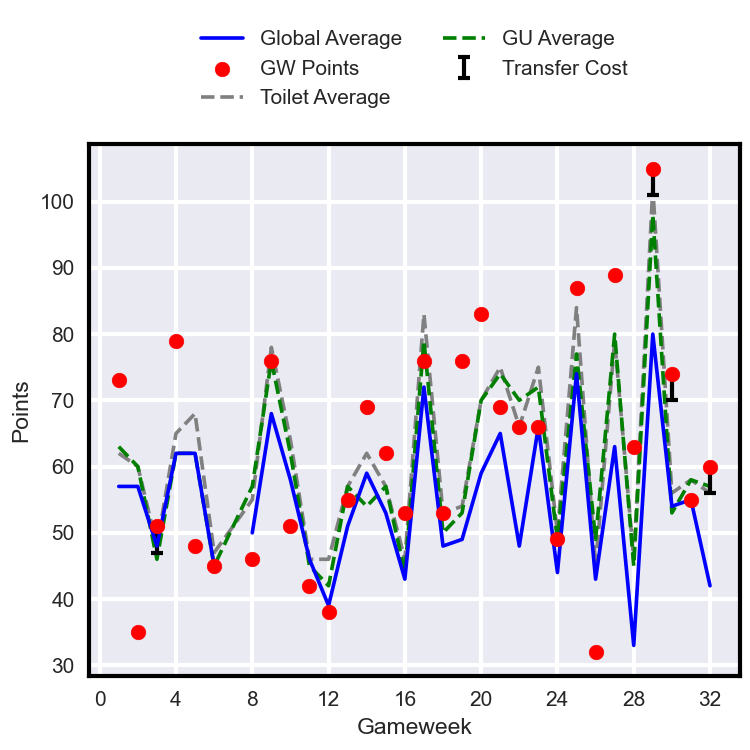 Global Average
GW Points
Toilet Average
GU Average
Transfer Cost
Points
100
90
80
70
60
50
40
30
0 4 8 12 16 20 24 28 32
Gameweek